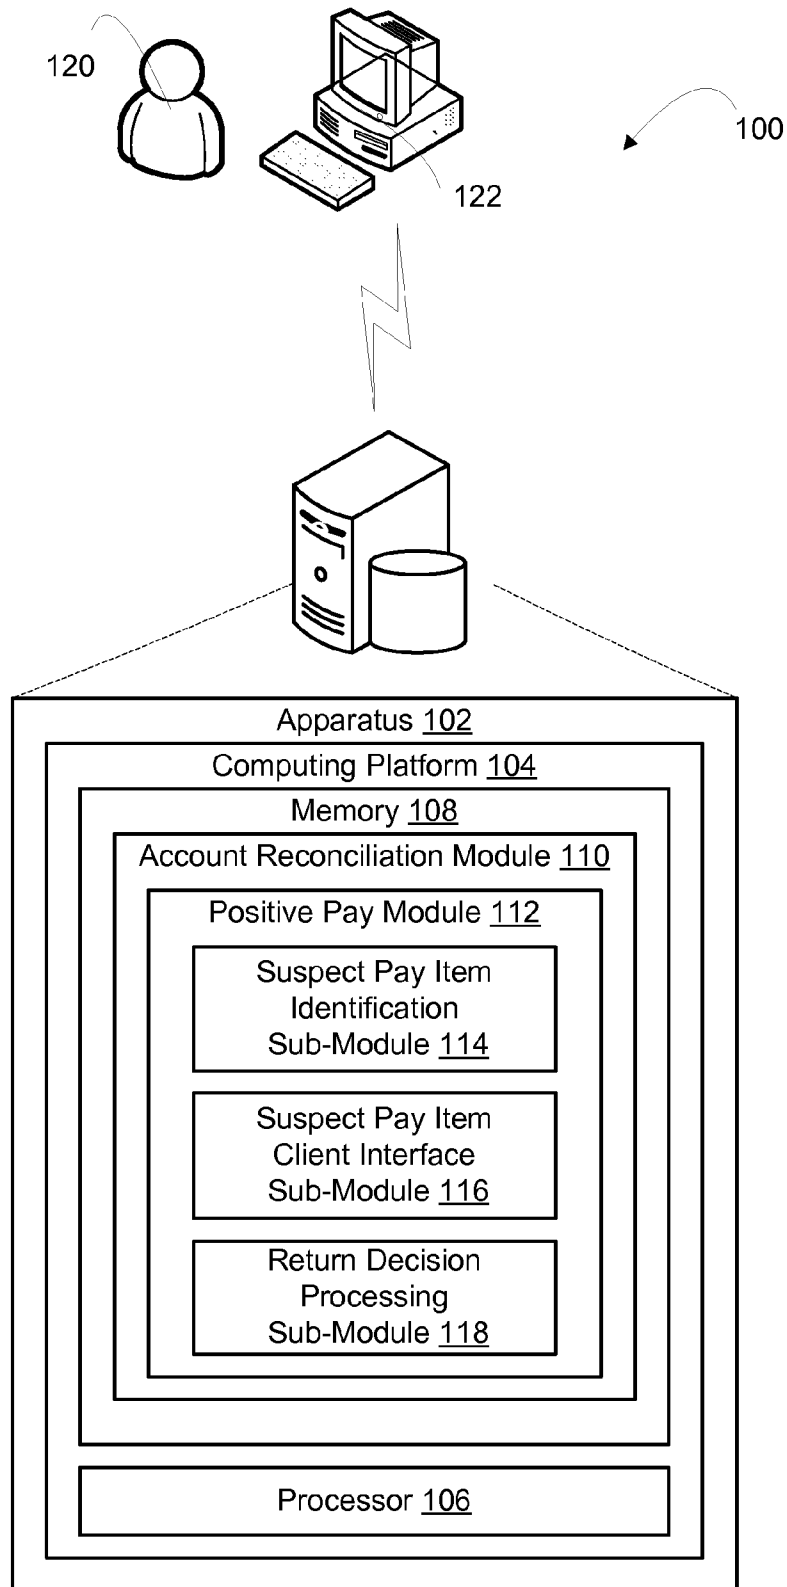 120
100
122
Apparatus 102
Computing Platform 104
Memory 108
Account Reconciliation Module 110
Positive Pay Module 112
Suspect Pay Item
Identification
Sub-Module 114
Suspect Pay Item
Client Interface
Sub-Module 116
Return Decision
Processing
Sub-Module 118
Processor 106